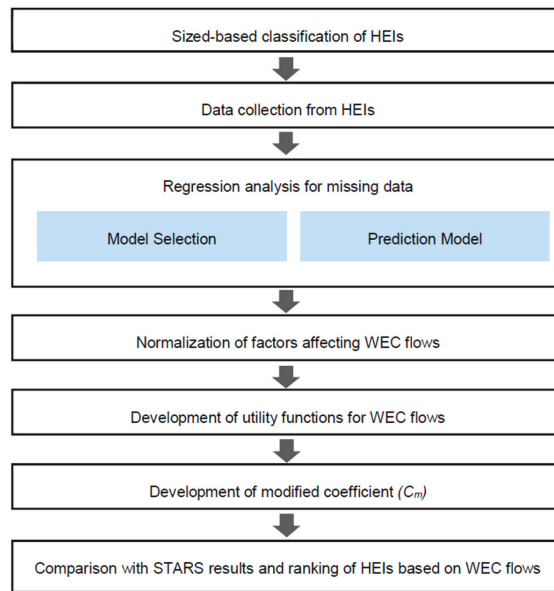 Sized-based classification of HEIs
Data collection from HEIs
Regression analysis for missing data
Model Selection
Prediction Model
Normalization of factors affecting WEC flows
Development of utility functions for WEC flows
Development of modified coefficient (Cm)
Comparison with STARS results and ranking of HEIs based on WEC flows